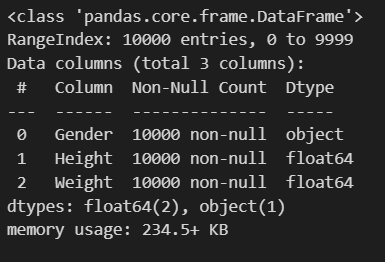 <class 'pandas.core.frame.DataFrame'>
RangeIndex: 10000 entries, 0 to 9999
Data columns (total 3 columns):
 #   Column  Non-Null Count  Dtype
---  ------  --------------  -----
 0   Gender  10000 non-null  object
 1   Height  10000 non-null  float64
 2   Weight  10000 non-null  float64
dtypes: float64(2), object(1)
memory usage: 234.5+ KB